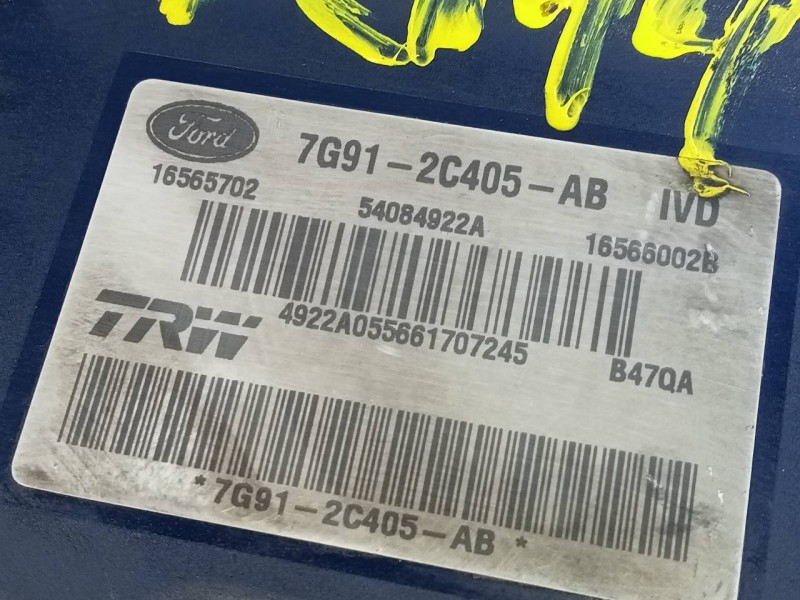 Ford 7G91-2C405-AB IVD
16565702 54084922A 16566002B
4922A055661707245
TRW B47QA
*7G91-2C405-AB*